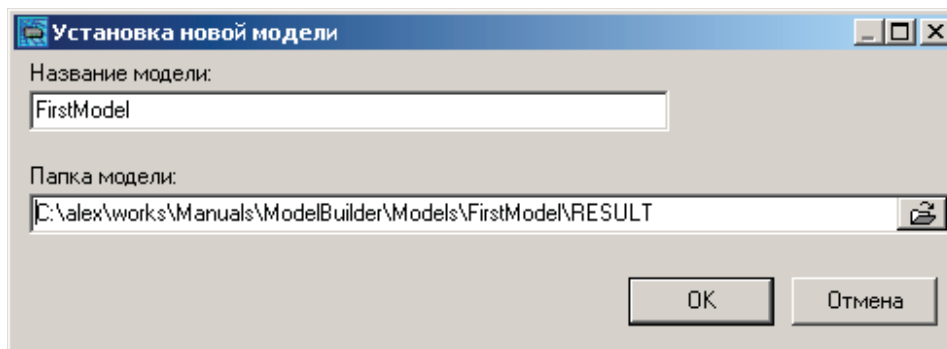 Установка новой модели
Название модели:
FirstModel
Папка модели:
C:\alex\works\Manuals\ModelBuilder\Models\FirstModel\RESULT
OK Отмена